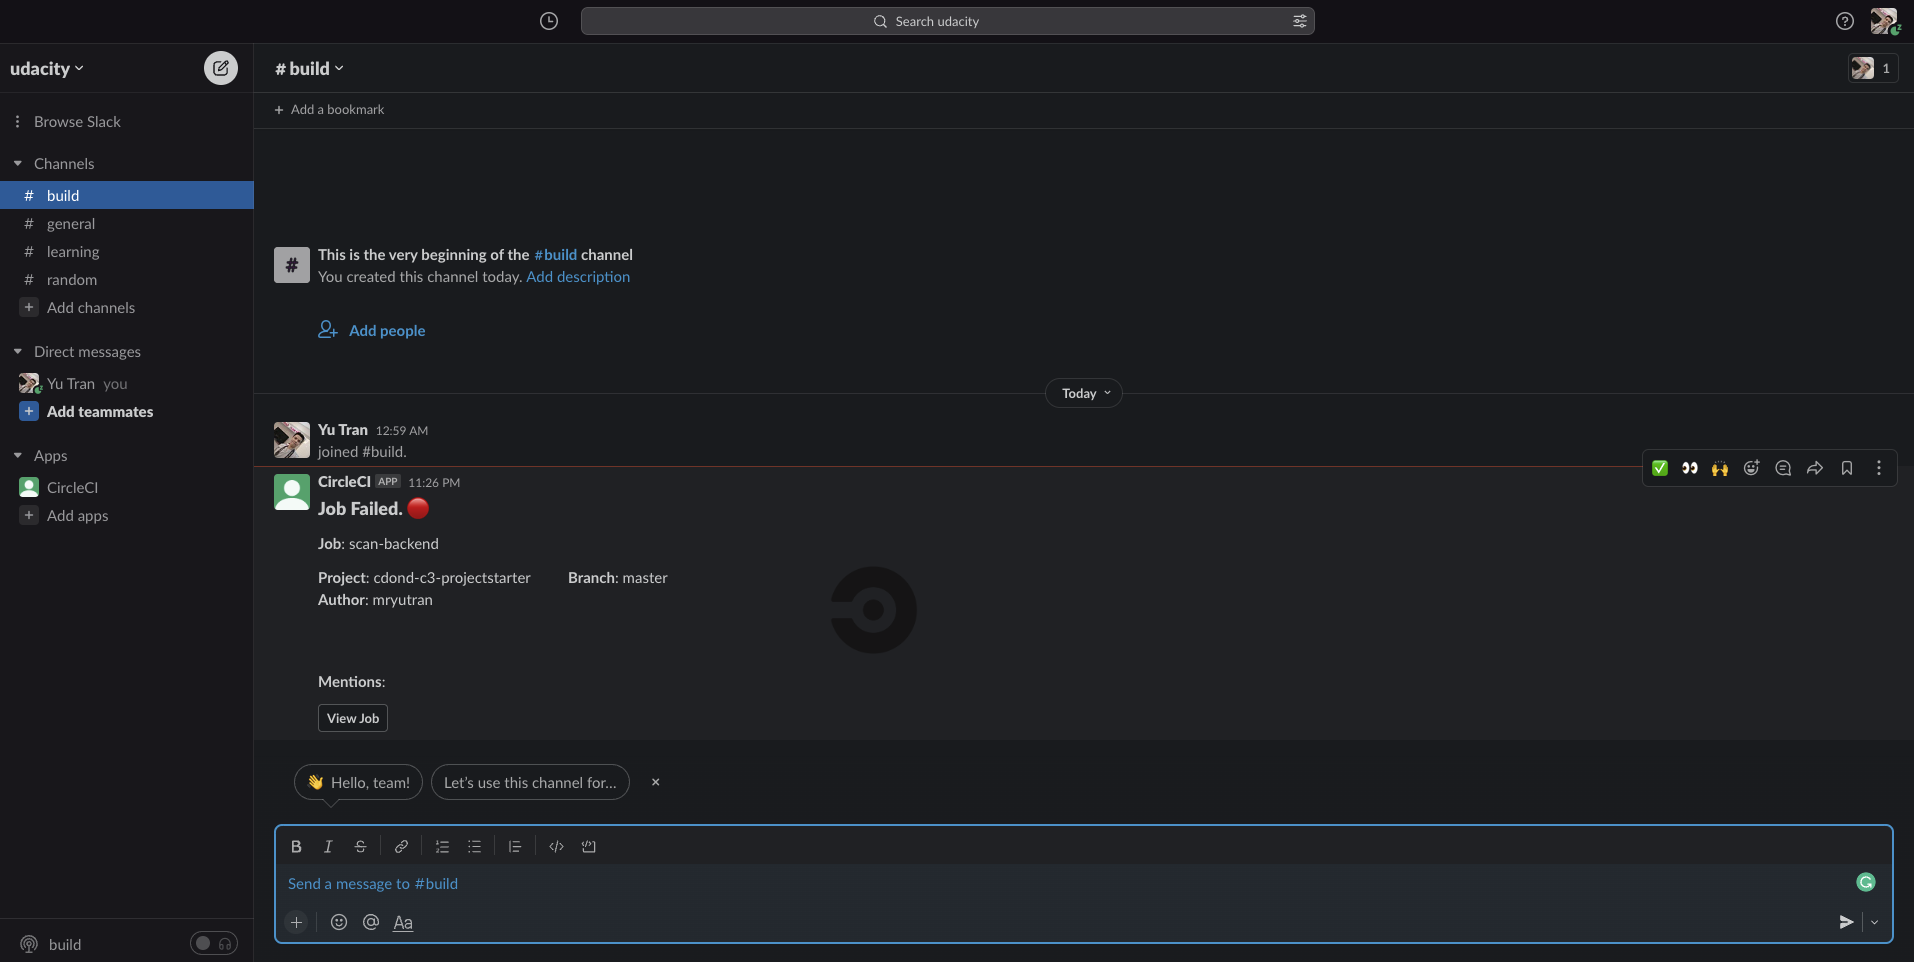 Search udacity
udacity
# build
1
Add a bookmark
Browse Slack
Channels
# build
# general
# learning
# random
+ Add channels
Direct messages
Yu Tran you
+ Add teammates
Apps
CircleCI
+ Add apps
This is the very beginning of the #build channel
You created this channel today. Add description
Add people
Today
Yu Tran 12:59 AM
joined #build.
CircleCI APP 11:26 PM
Job Failed. 🔴
Job: scan-backend
Project: cdond-c3-projectstarter Branch: master
Author: mryutran
Mentions:
View Job
👋 Hello, team! Let’s use this channel for... ×
B I S
Send a message to #build
+ @ Aa
build